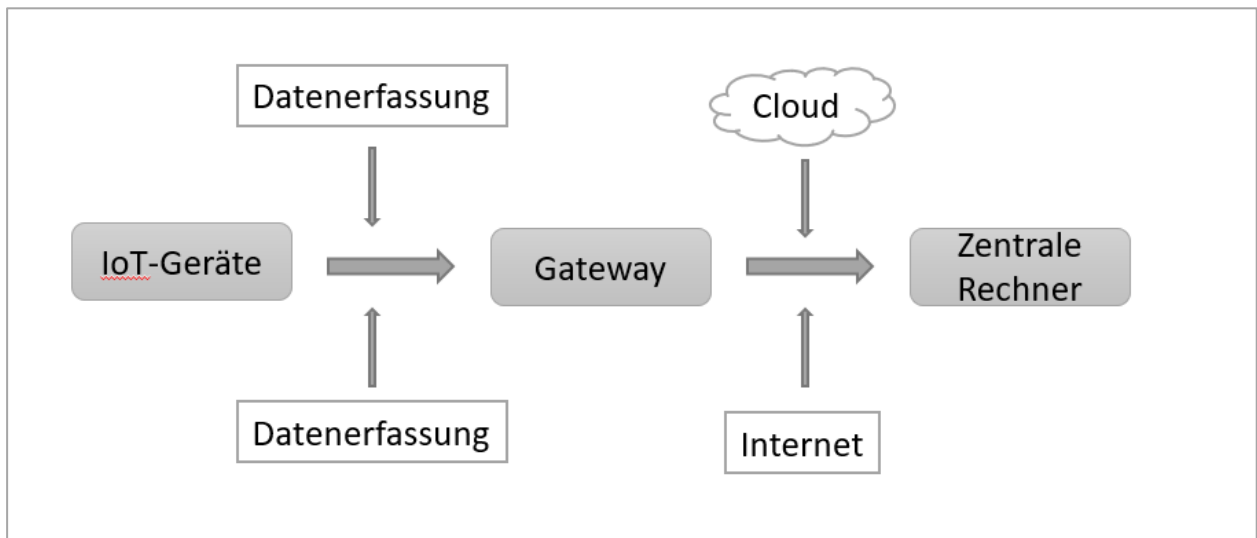 Datenerfassung
Cloud
IoT-Geräte
Gateway
Zentrale
Rechner
Datenerfassung
Internet